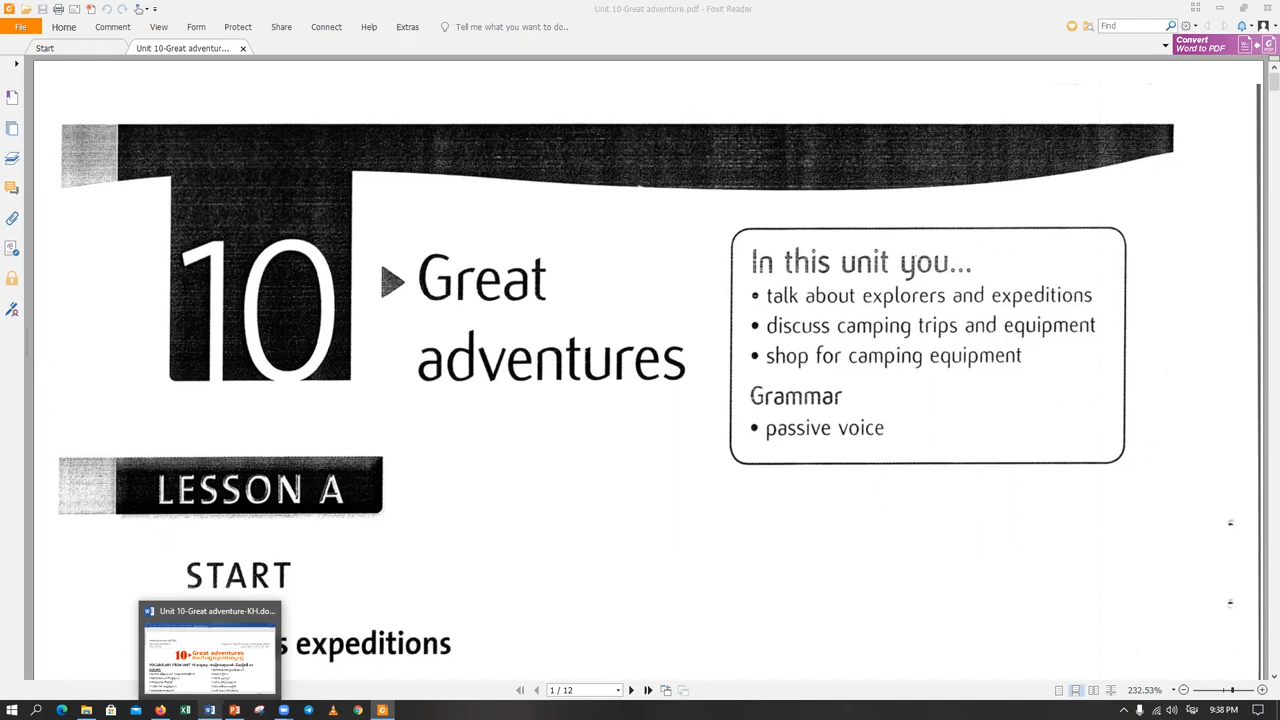 Unit 10-Great adventure.pdf - Foxit Reader
File
Home
Comment
View
Form
Protect
Share
Connect
Help
Extras
Tell me what you want to do..
Find
Start
Unit 10-Great adventur...
Convert
Word to PDF
10
Great
adventures
In this unit you...
• talk about explorers and expeditions
• discuss camping trips and equipment
• shop for camping equipment
Grammar
• passive voice
LESSON A
START
Unit 10-Great adventure-KH.do...
10 Great adventures
s expeditions
1 / 12
232.53%
9:38 PM